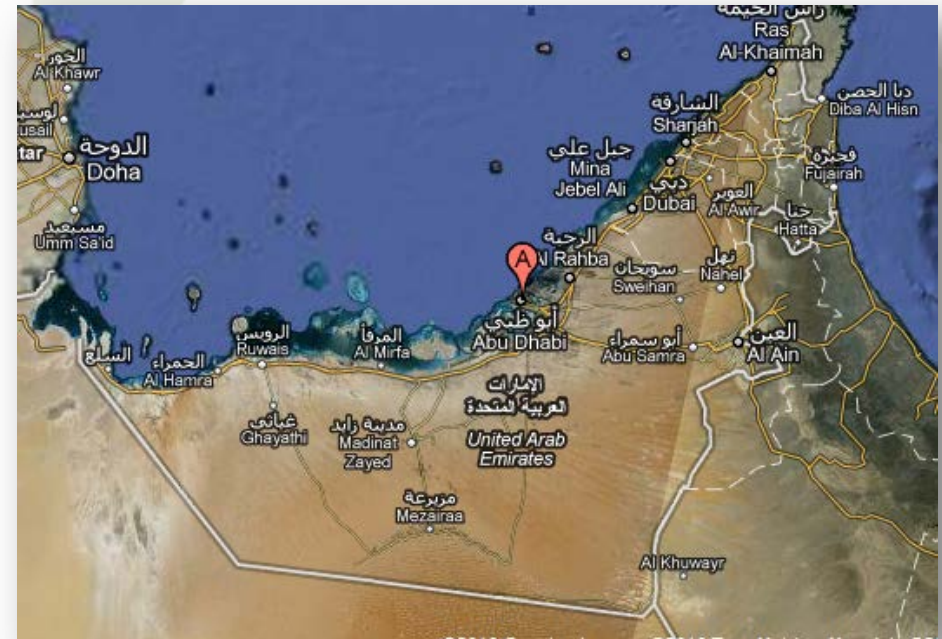 رأس الخيمة
Ras
Al-Khaimah
الخور
Al Khawr
دبا الحصن
Diba Al Hisn
الشارقة
Sharjah
الدوحة
Doha
جبل علي
Mina
Jebel Ali
فجيرة
Fujairah
دبي
Dubai
العوير
Al Awir
حتا
Hatta
مسيعيد
Umm Sa'id
الرحبة
Al Rahba
A
سويحان
Sweihan
نهل
Nahel
أبو ظبي
Abu Dhabi
أبو سمراء
Abu Samra
العين
Al Ain
السلع
الحمراء
Al Hamra
الرويس
Ruwais
المرفأ
Al Mirfa
الإمارات
العربية المتحدة
United Arab
Emirates
غياثي
Ghayathi
مدينة زايد
Madinat
Zayed
مزيرعة
Mezairaa
Al Khuwayr